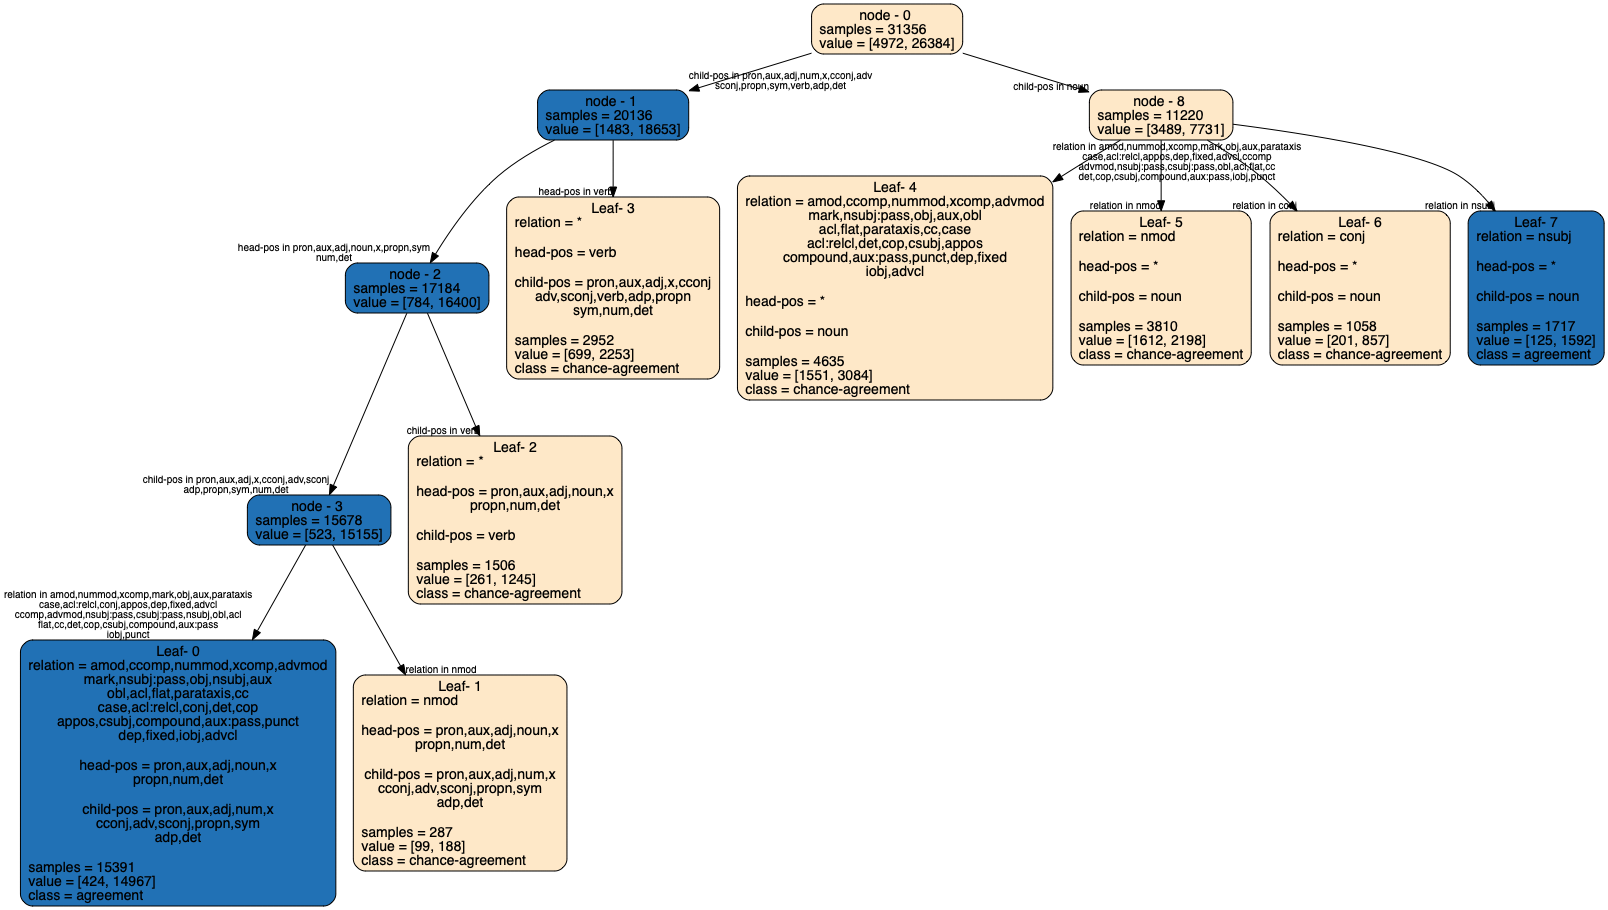 node - 0
samples = 31356
value = [4972, 26384]
child-pos in pron,aux,adj,num,x,cconj,adv
sconj,propn,sym,verb,adp,det
child-pos in noun
node - 1
samples = 20136
value = [1483, 18653]
node - 8
samples = 11220
value = [3489, 7731]
head-pos in verb
relation in amod,nummod,xcomp,mark,obj,aux,parataxis
case,acl:relcl,appos,dep,fixed,advcl,ccomp
advmod,nsubj:pass,csubj:pass,obl,acl,flat,cc
det,cop,csubj,compound,aux:pass,iobj,punct
relation in nmod
relation in conj
relation in nsubj
head-pos in pron,aux,adj,noun,x,propn,sym
num,det
node - 2
samples = 17184
value = [784, 16400]
Leaf- 3
relation = *
head-pos = verb
child-pos = pron,aux,adj,x,cconj
adv,sconj,verb,adp,propn
sym,num,det
samples = 2952
value = [699, 2253]
class = chance-agreement
Leaf- 4
relation = amod,ccomp,nummod,xcomp,advmod
mark,nsubj:pass,obj,aux,obl
acl,flat,parataxis,cc,case
acl:relcl,det,cop,csubj,appos
compound,aux:pass,punct,dep,fixed
iobj,advcl
head-pos = *
child-pos = noun
samples = 4635
value = [1551, 3084]
class = chance-agreement
Leaf- 5
relation = nmod
head-pos = *
child-pos = noun
samples = 3810
value = [1612, 2198]
class = chance-agreement
Leaf- 6
relation = conj
head-pos = *
child-pos = noun
samples = 1058
value = [201, 857]
class = chance-agreement
Leaf- 7
relation = nsubj
head-pos = *
child-pos = noun
samples = 1717
value = [125, 1592]
class = agreement
child-pos in pron,aux,adj,x,cconj,adv,sconj
adp,propn,sym,num,det
child-pos in verb
node - 3
samples = 15678
value = [523, 15155]
Leaf- 2
relation = *
head-pos = pron,aux,adj,noun,x
propn,num,det
child-pos = verb
samples = 1506
value = [261, 1245]
class = chance-agreement
relation in amod,nummod,xcomp,mark,obj,aux,parataxis
case,acl:relcl,conj,appos,dep,fixed,advcl
ccomp,advmod,nsubj:pass,csubj:pass,nsubj,obl,acl
flat,cc,det,cop,csubj,compound,aux:pass
iobj,punct
relation in nmod
Leaf- 0
relation = amod,ccomp,nummod,xcomp,advmod
mark,nsubj:pass,obj,nsubj,aux
obl,acl,flat,parataxis,cc
case,acl:relcl,conj,det,cop
appos,csubj,compound,aux:pass,punct
dep,fixed,iobj,advcl
head-pos = pron,aux,adj,noun,x
propn,num,det
child-pos = pron,aux,adj,num,x
cconj,adv,sconj,propn,sym
adp,det
samples = 15391
value = [424, 14967]
class = agreement
Leaf- 1
relation = nmod
head-pos = pron,aux,adj,noun,x
propn,num,det
child-pos = pron,aux,adj,num,x
cconj,adv,sconj,propn,sym
adp,det
samples = 287
value = [99, 188]
class = chance-agreement